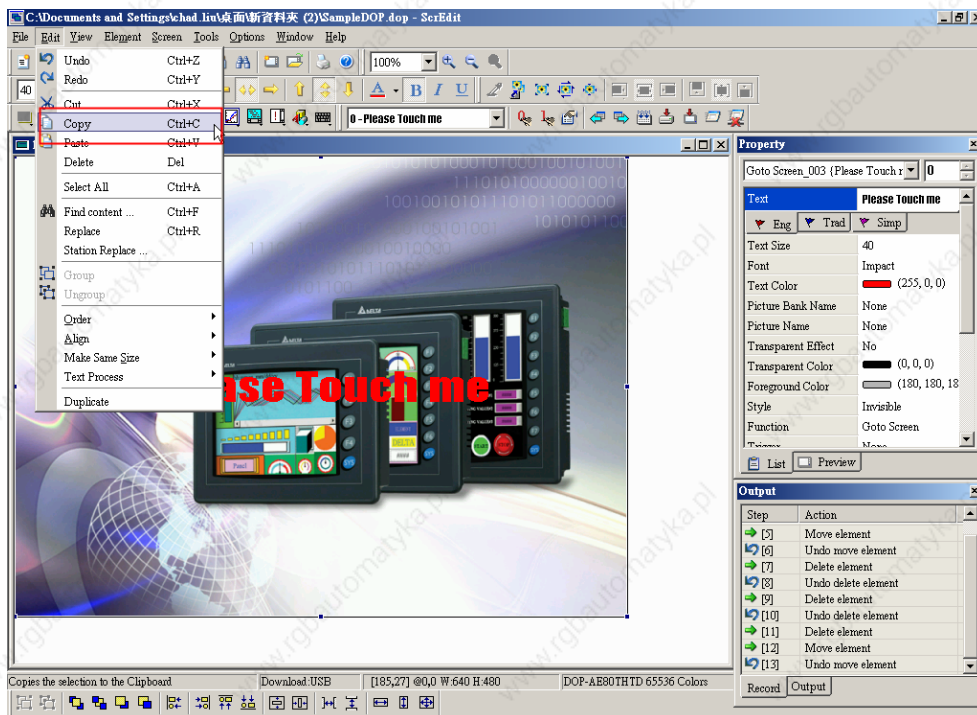 C:\Documents and Settings\chad.liu\桌面\新資料夾 (2)\SampleDOP.dop - ScrEdit
File Edit View Element Screen Tools Options Window Help
100%
40
A B I U
0 - Please Touch me
Undo Ctrl+Z
Redo Ctrl+Y
Cut Ctrl+X
Copy Ctrl+C
Paste Ctrl+V
Delete Del
Select All Ctrl+A
Find content ... Ctrl+F
Replace Ctrl+R
Station Replace ...
Group
Ungroup
Order
Align
Make Same Size
Text Process
Duplicate
ase Touch me
Property
Goto Screen_003 {Please Touch r 0
Text Please Touch me
Eng Trad Simp
Text Size 40
Font Impact
Text Color (255, 0, 0)
Picture Bank Name None
Picture Name None
Transparent Effect No
Transparent Color (0, 0, 0)
Foreground Color (180, 180, 18
Style Invisible
Function Goto Screen
Trigger None
List Preview
Output
Step Action
[5] Move element
[6] Undo move element
[7] Delete element
[8] Undo delete element
[9] Delete element
[10] Undo delete element
[11] Delete element
[12] Move element
[13] Undo move element
Record Output
Copies the selection to the Clipboard Download:USB [185,27] @0,0 W:640 H:480 DOP-AE80THTD 65536 Colors
www.rgbautomatyka.pl